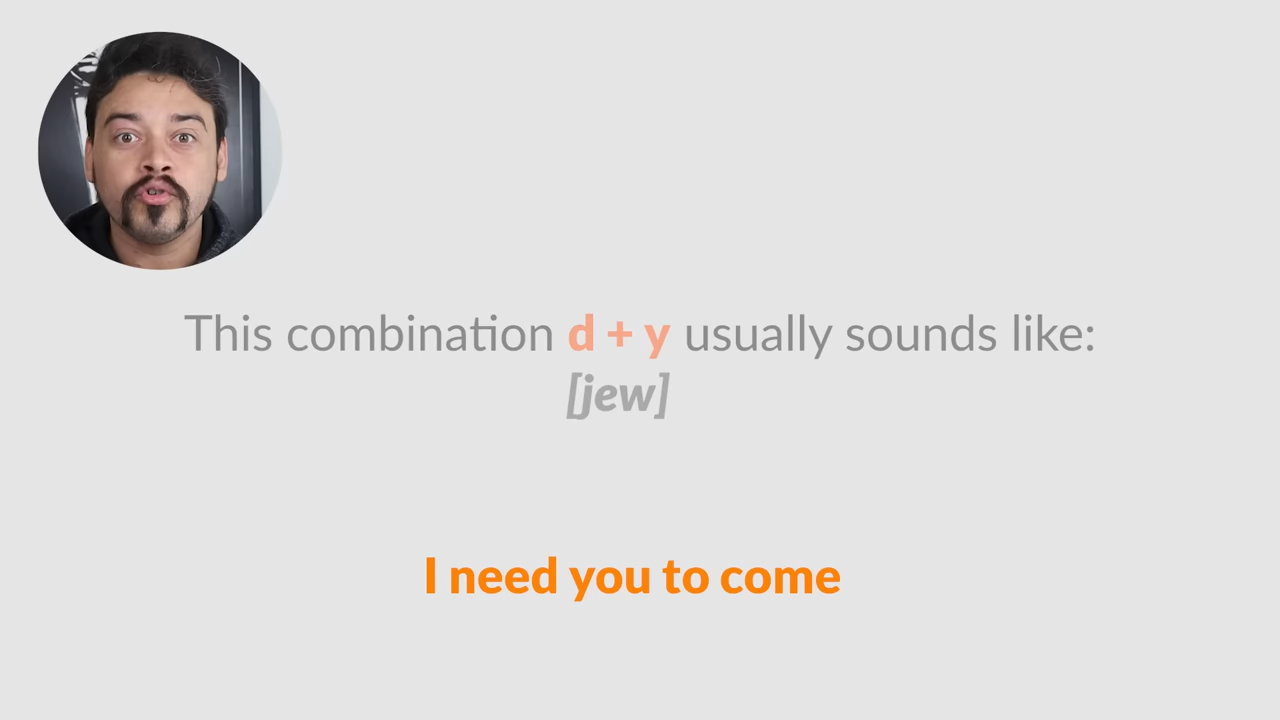 This combination d + y usually sounds like:
[jew]
I need you to come